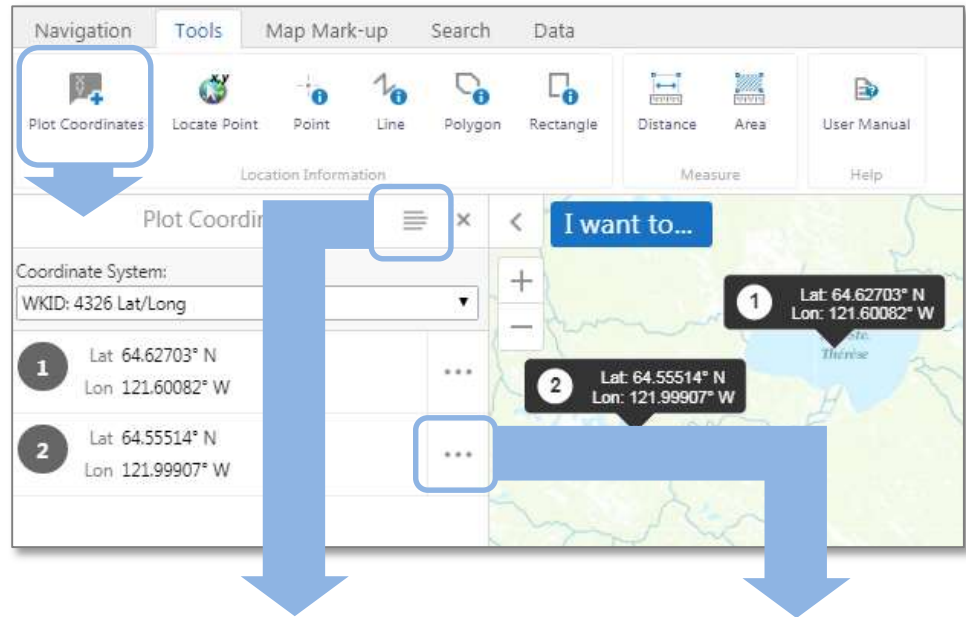 Navigation Tools Map Mark-up Search Data
Plot Coordinates Locate Point Point Line Polygon Rectangle Distance Area User Manual
Location Information Measure Help
Plot Coordin
I want to...
Coordinate System:
WKID: 4326 Lat/Long
1 Lat 64.62703° N
Lon 121.60082° W
2 Lat 64.55514° N
Lon 121.99907° W
1 Lat: 64.62703° N
Lon: 121.60082° W
Ste.
Thérèse
2 Lat: 64.55514° N
Lon: 121.99907° W